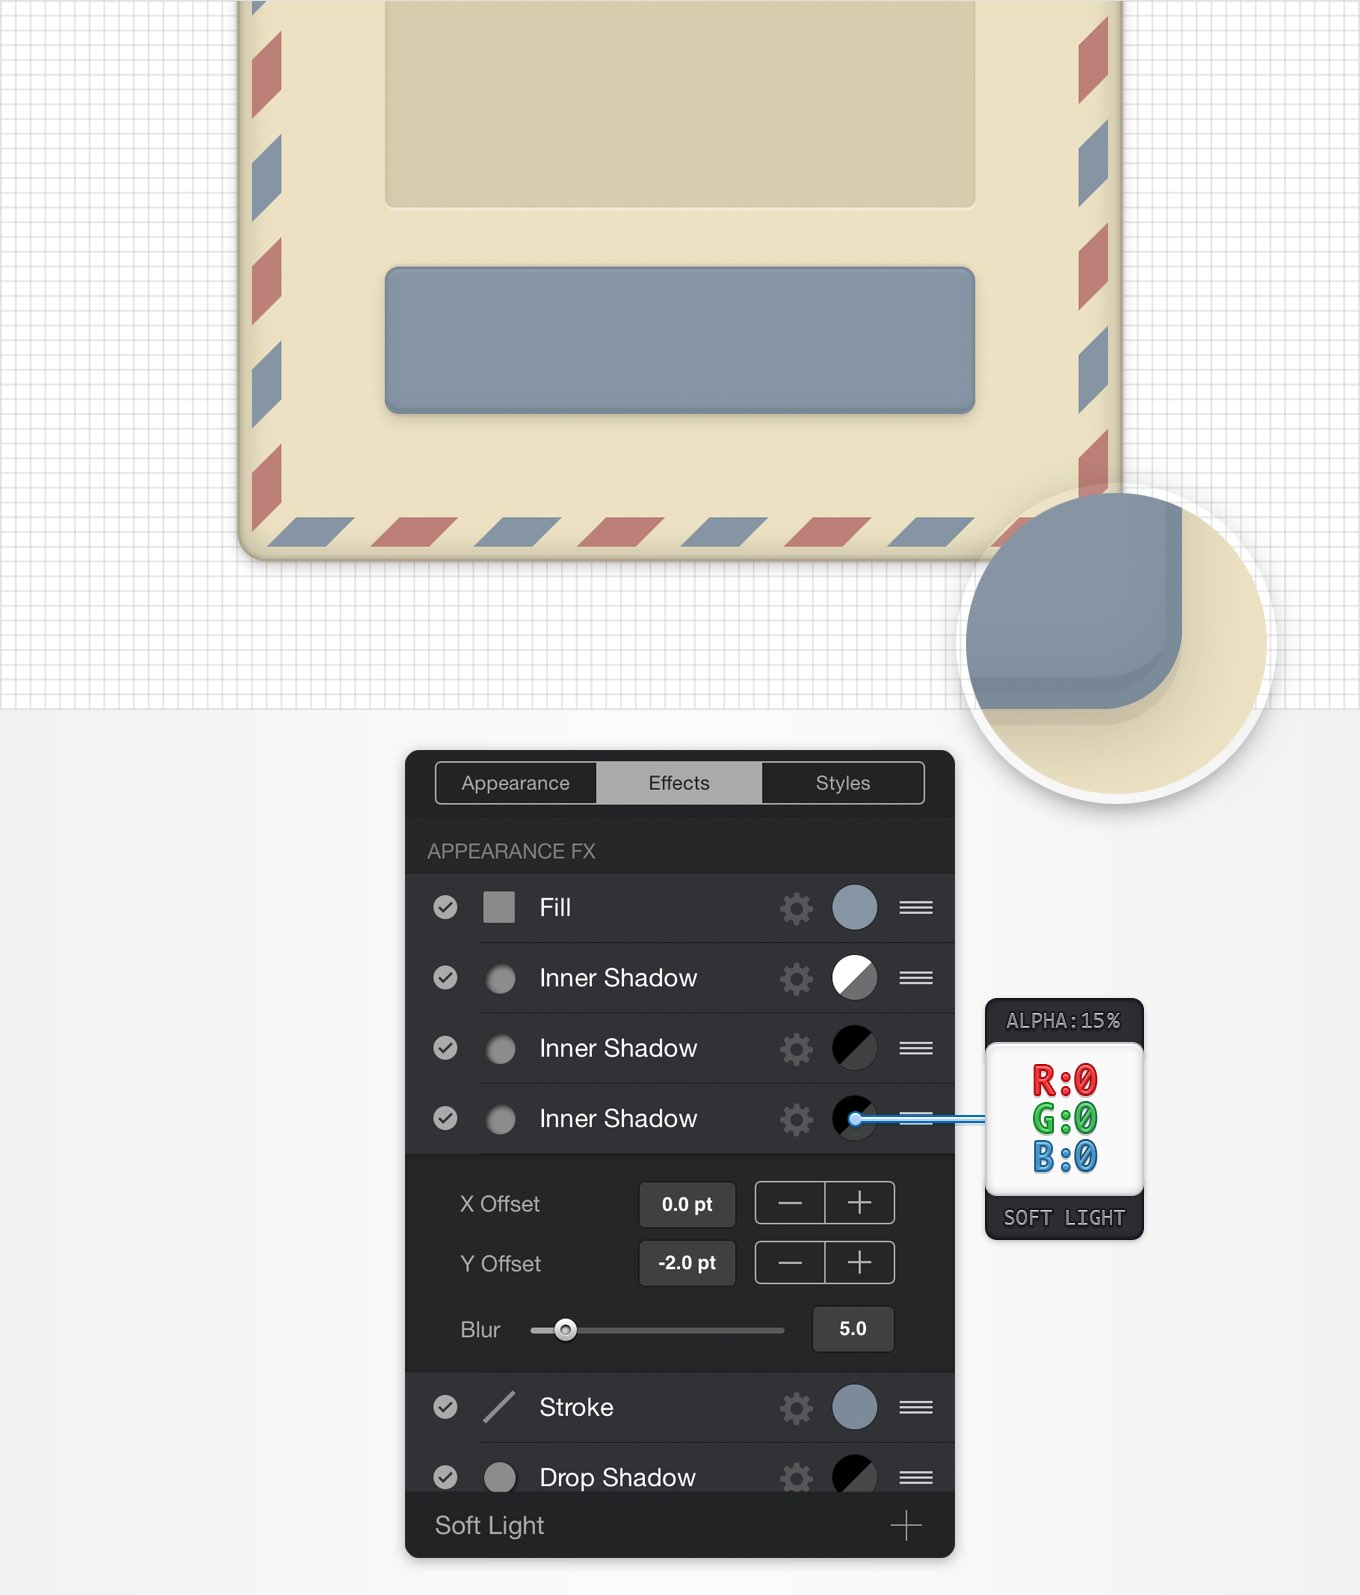 Appearance Effects Styles
APPEARANCE FX
Fill
Inner Shadow
Inner Shadow
Inner Shadow
ALPHA:15%
R:0
G:0
B:0
SOFT LIGHT
X Offset 0.0 pt
Y Offset -2.0 pt
Blur 5.0
Stroke
Drop Shadow
Soft Light